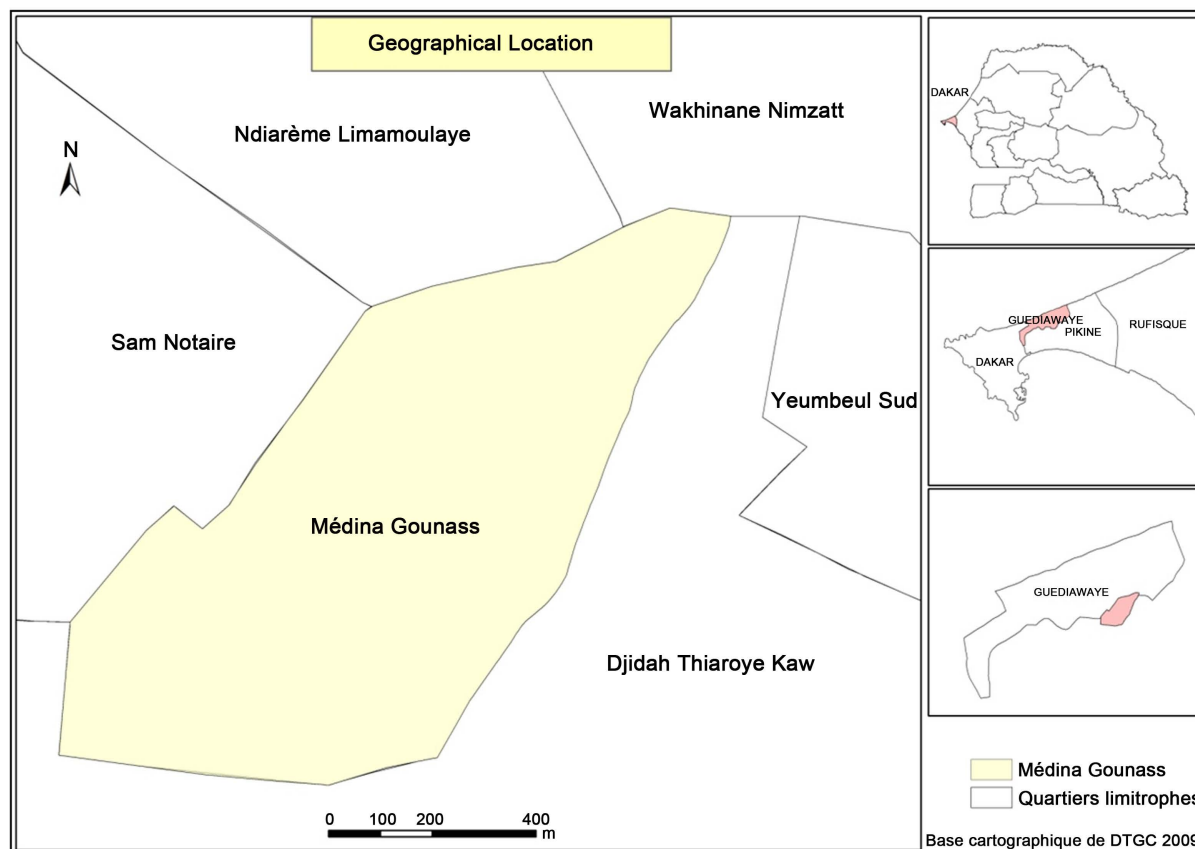 Geographical Location
Wakhinane Nimzatt
Ndiarème Limamoulaye
N
Sam Notaire
Yeumbeul Sud
Médina Gounass
Djidah Thiaroye Kaw
0 100 200 400
m
DAKAR
GUEDIAWAYE
PIKINE
RUFISQUE
DAKAR
GUEDIAWAYE
Médina Gounass
Quartiers limitrophes
Base cartographique de DTGC 2009